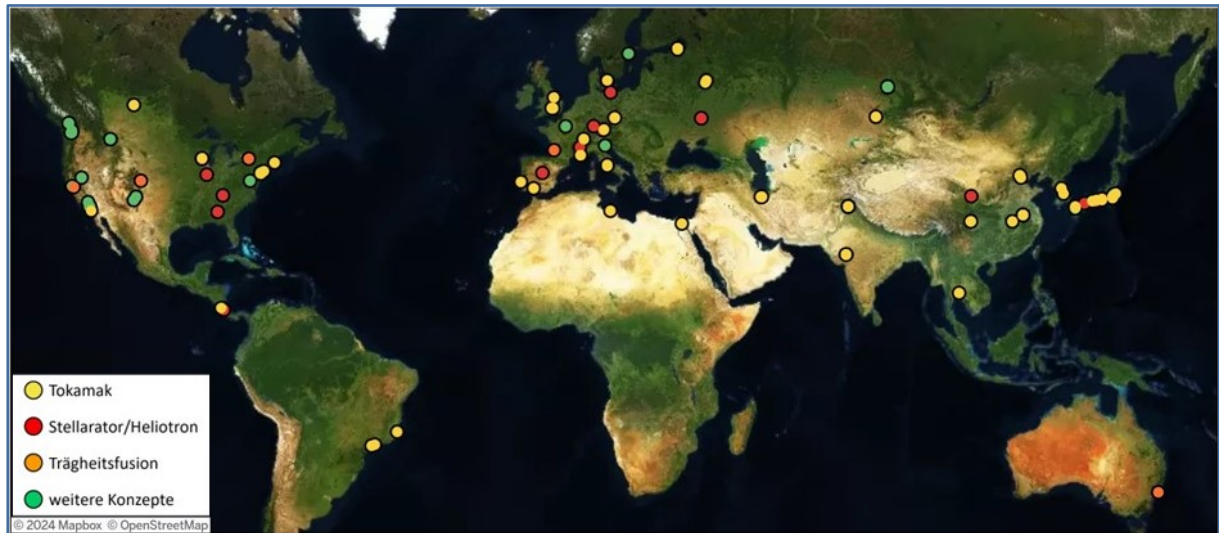 Tokamak
Stellarator/Heliotron
Trägheitsfusion
weitere Konzepte
© 2024 Mapbox © OpenStreetMap